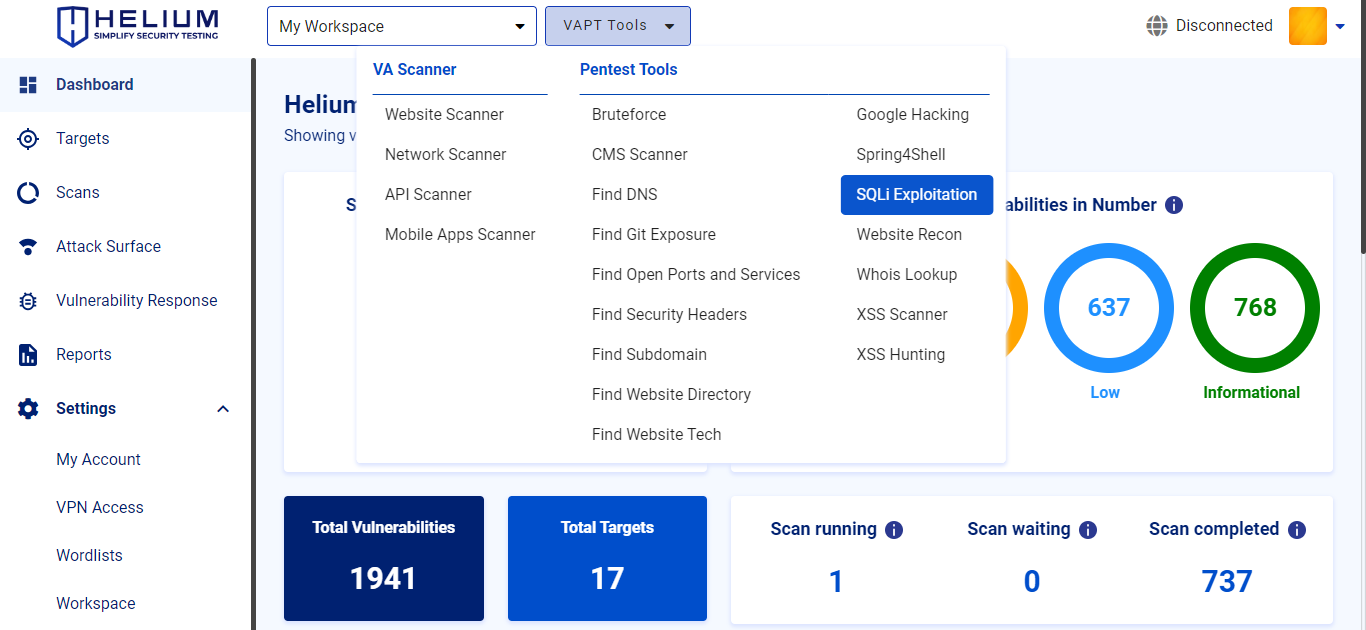 HELIUM
SIMPLIFY SECURITY TESTING
My Workspace
VAPT Tools
Disconnected
Dashboard
Targets
Scans
Attack Surface
Vulnerability Response
Reports
Settings
My Account
VPN Access
Wordlists
Workspace
VA Scanner
Website Scanner
Network Scanner
API Scanner
Mobile Apps Scanner
Pentest Tools
Bruteforce
CMS Scanner
Find DNS
Find Git Exposure
Find Open Ports and Services
Find Security Headers
Find Subdomain
Find Website Directory
Find Website Tech
Google Hacking
Spring4Shell
SQLi Exploitation
Website Recon
Whois Lookup
XSS Scanner
XSS Hunting
Helium
Showing
in Number
637
Low
768
Informational
Total Vulnerabilities
1941
Total Targets
17
Scan running
1
Scan waiting
0
Scan completed
737